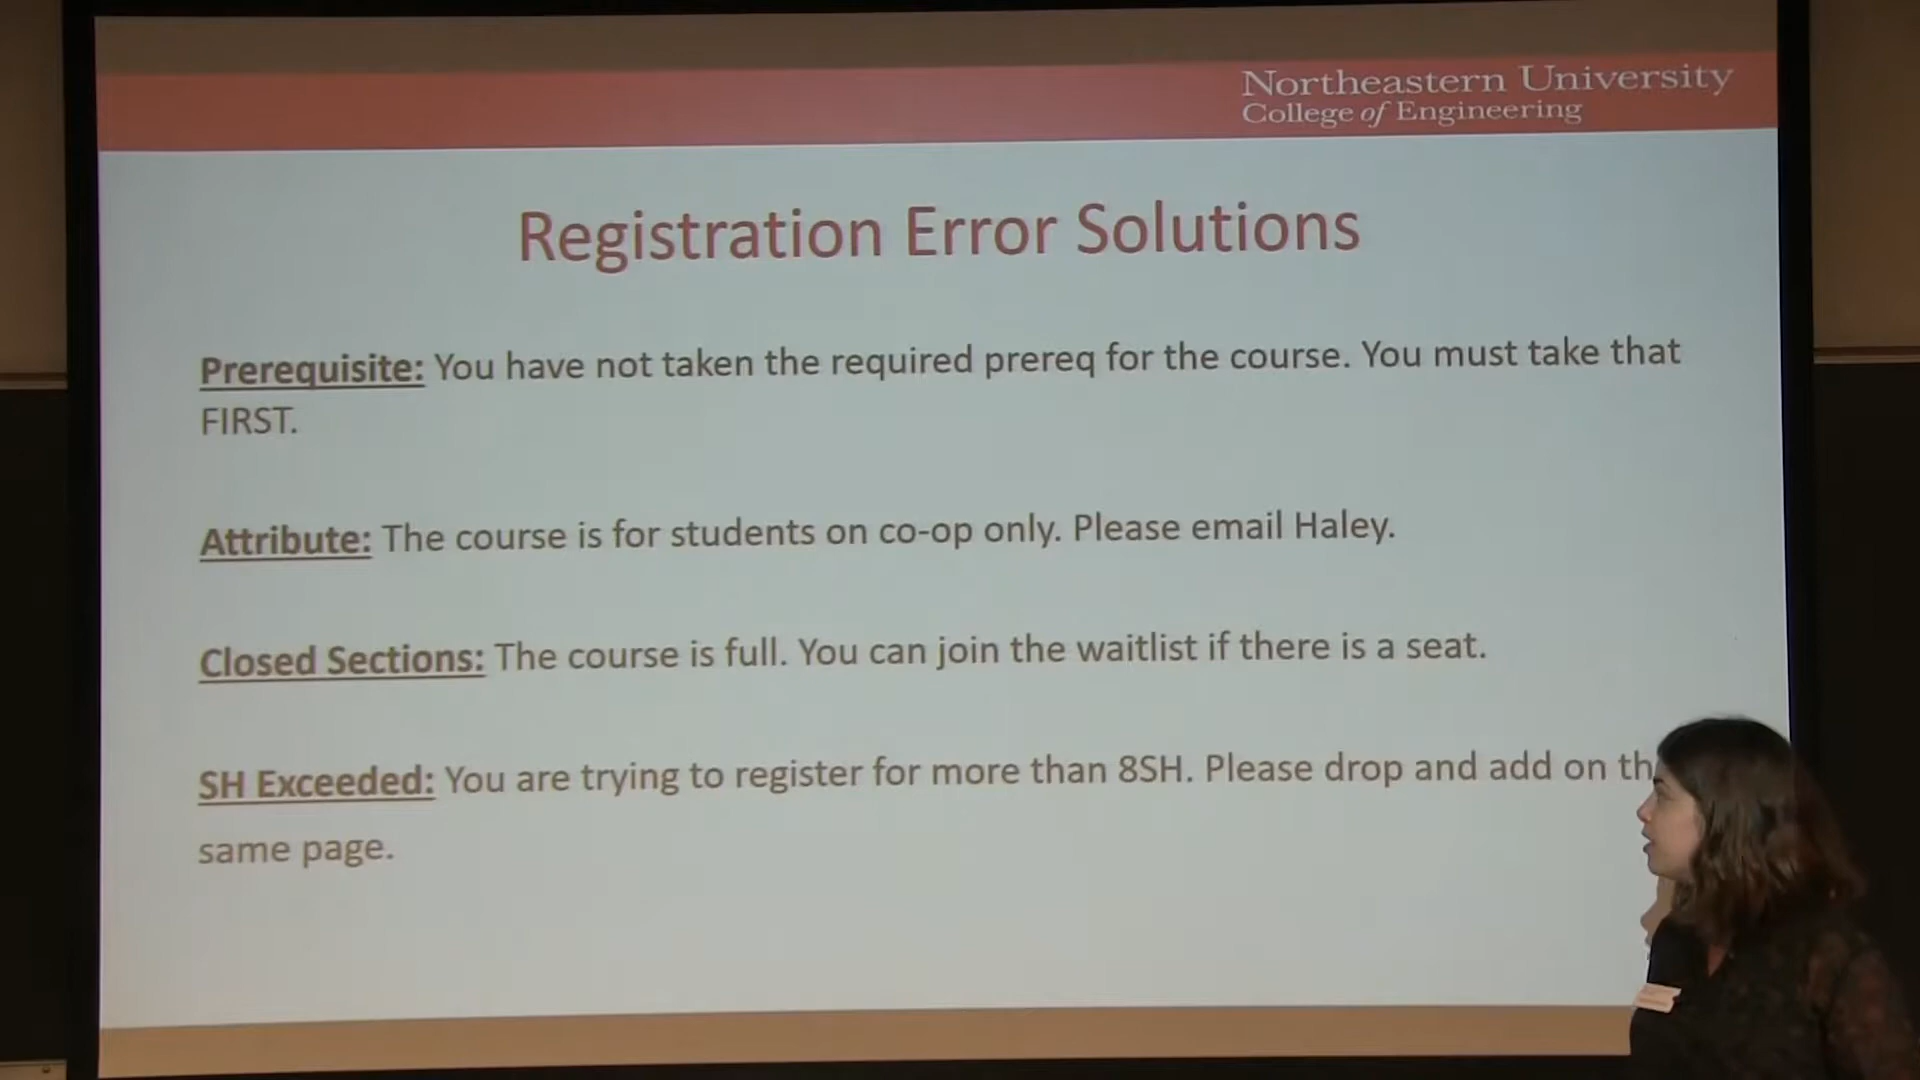 Northeastern University
College of Engineering
Registration Error Solutions
Prerequisite: You have not taken the required prereq for the course. You must take that
FIRST.
Attribute: The course is for students on co-op only. Please email Haley.
Closed Sections: The course is full. You can join the waitlist if there is a seat.
SH Exceeded: You are trying to register for more than 8SH. Please drop and add on th
same page.